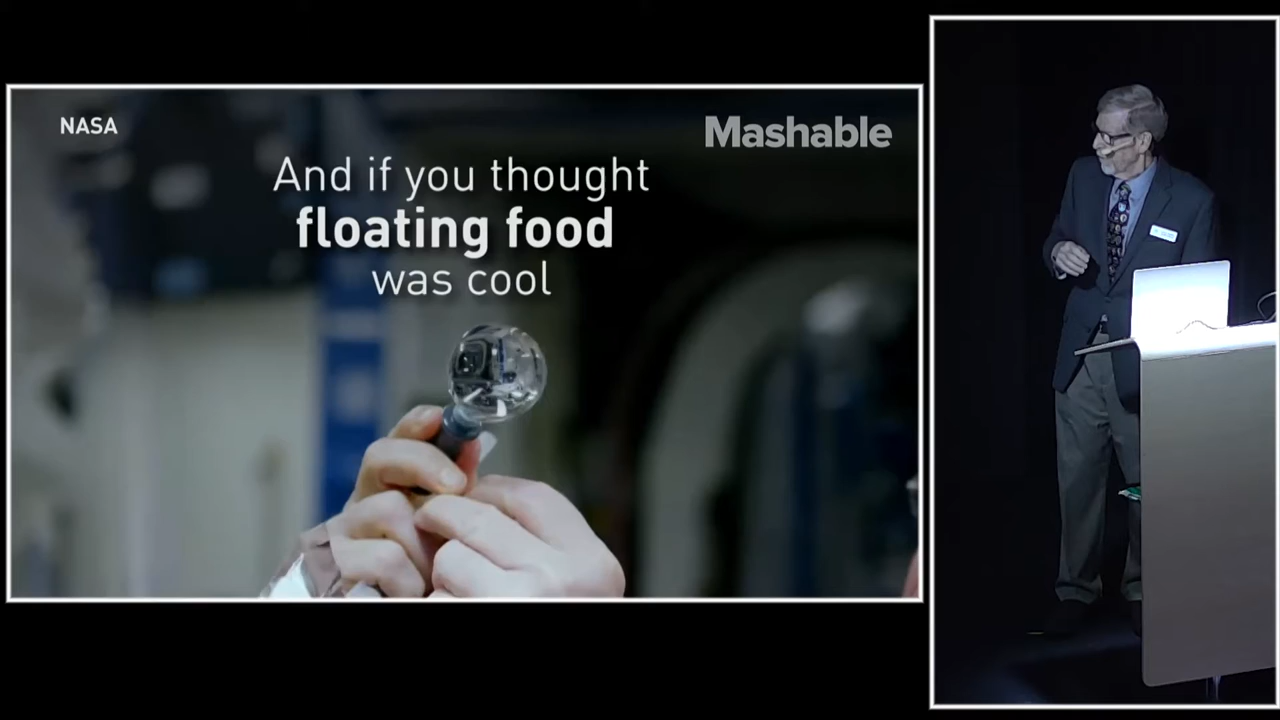 NASA
Mashable
And if you thought
floating food
was cool